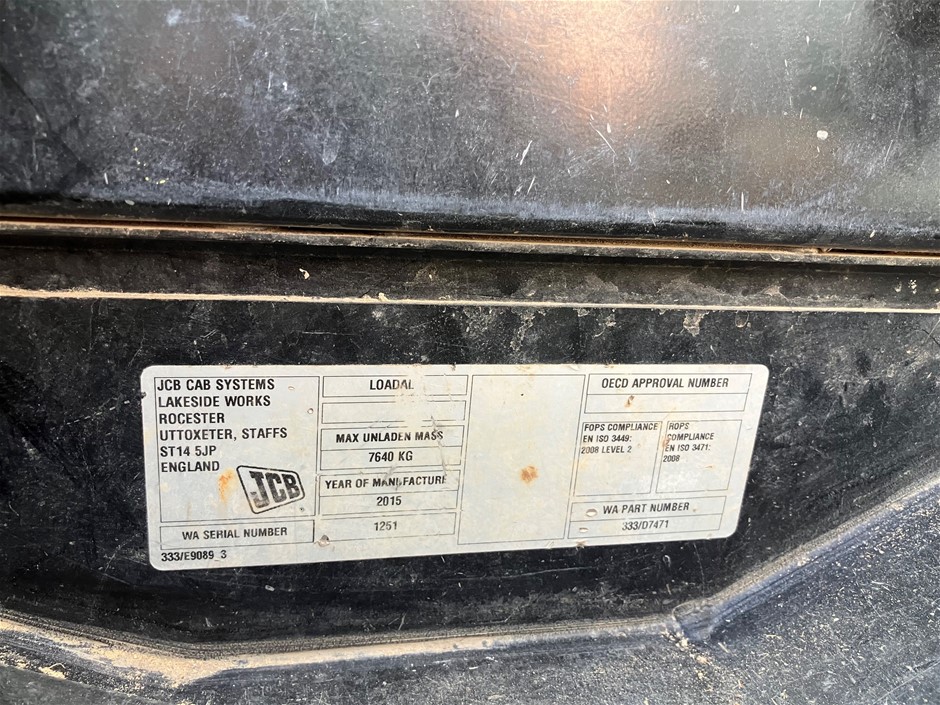 JCB CAB SYSTEMS
LAKESIDE WORKS
ROCESTER
UTTOXETER, STAFFS
ST14 5JP
ENGLAND
JCB
WA SERIAL NUMBER
333/E9089 3
LOADAL
MAX UNLADEN MASS
7640 KG
YEAR OF MANUFACTURE
2015
1251
OECD APPROVAL NUMBER
FOPS COMPLIANCE
EN ISO 3449:
2008 LEVEL 2
ROPS
COMPLIANCE
EN ISO 3471:
2008
WA PART NUMBER
333/D7471